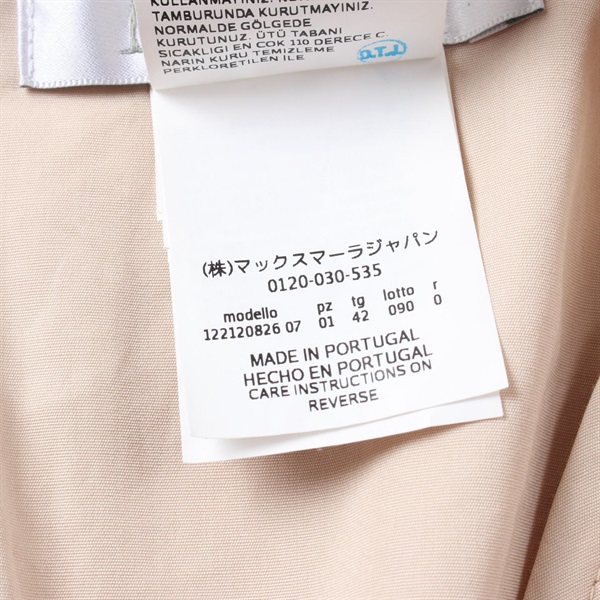 TAMBURUNDA KURUTMAYINIZ.
NORMALDE GÖLGEDE
KURUTUNUZ. ÜTÜ TABANI
SICAKLIGI EN COK 110 DERECE C.
NARIN KURU TEMIZLEME
PERKLORETILEN ILE
(株)マックスマーラジャパン
0120-030-535
modello pz tg lotto r
122120826 07 01 42 090 0
MADE IN PORTUGAL
HECHO EN PORTUGAL
CARE INSTRUCTIONS ON
REVERSE